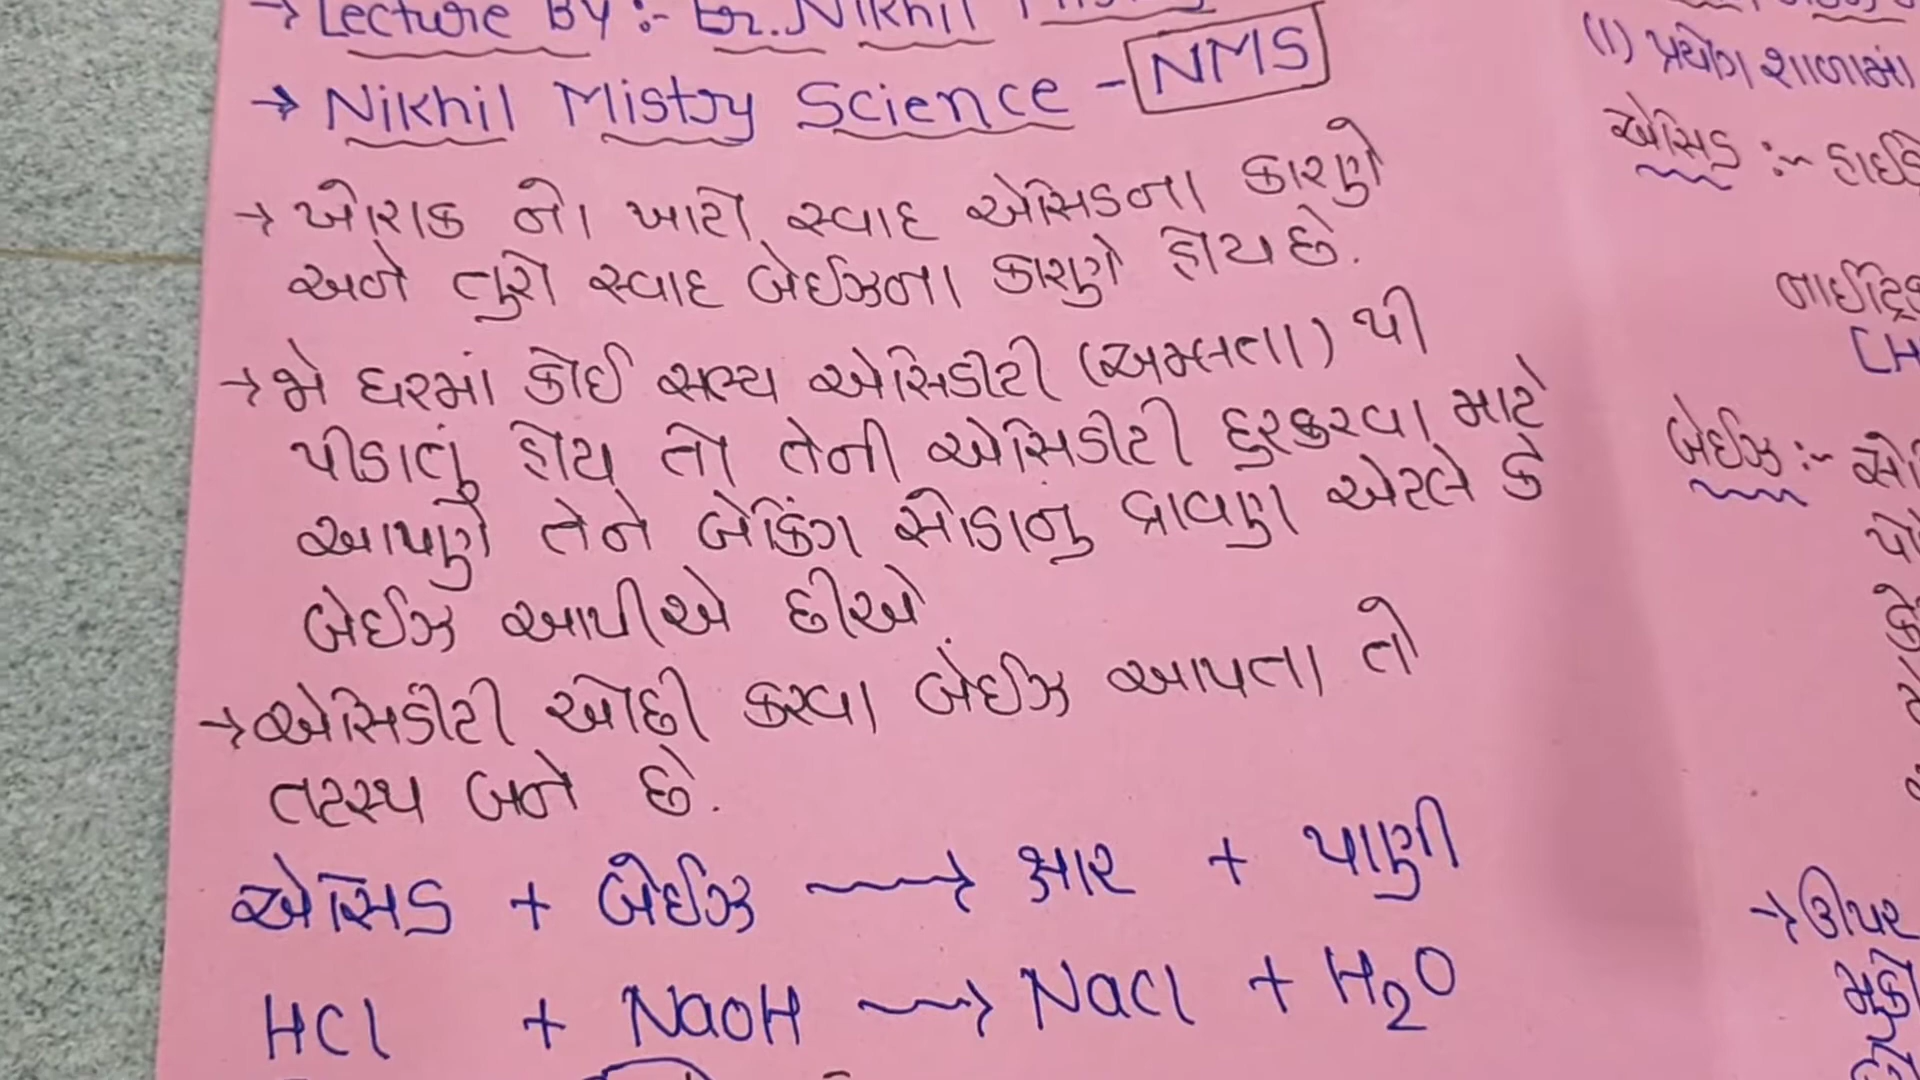 → Lecture By :- Dr. Nikhil
→ Nikhil Mistry Science - NMS
→ ખોરાક નો ખાટો સ્વાદ એસિડના કારણે
અને તુરો સ્વાદ બેઈઝના કારણે હોય છે.
→ જો ઘરમાં કોઈ સભ્ય એસિડીટી (અમ્લતા) થી
પીડાતું હોય તો તેની એસિડીટી દુર કરવા માટે
આપણે તેને બેકિંગ સોડાનુ દ્રાવણ એટલે કે
બેઈઝ આપીએ છીએ
→ એસિડીટી ઓછી કરવા બેઈઝ આપતા તો
તટસ્થ બને છે.
એસિડ + બેઈઝ → ક્ષાર + પાણી
HCl + NaOH → NaCl + H₂O
(1) પ્રયોગ શાળામાં
એસિડ :-
[H
બેઈઝ :-
→ ઊપર